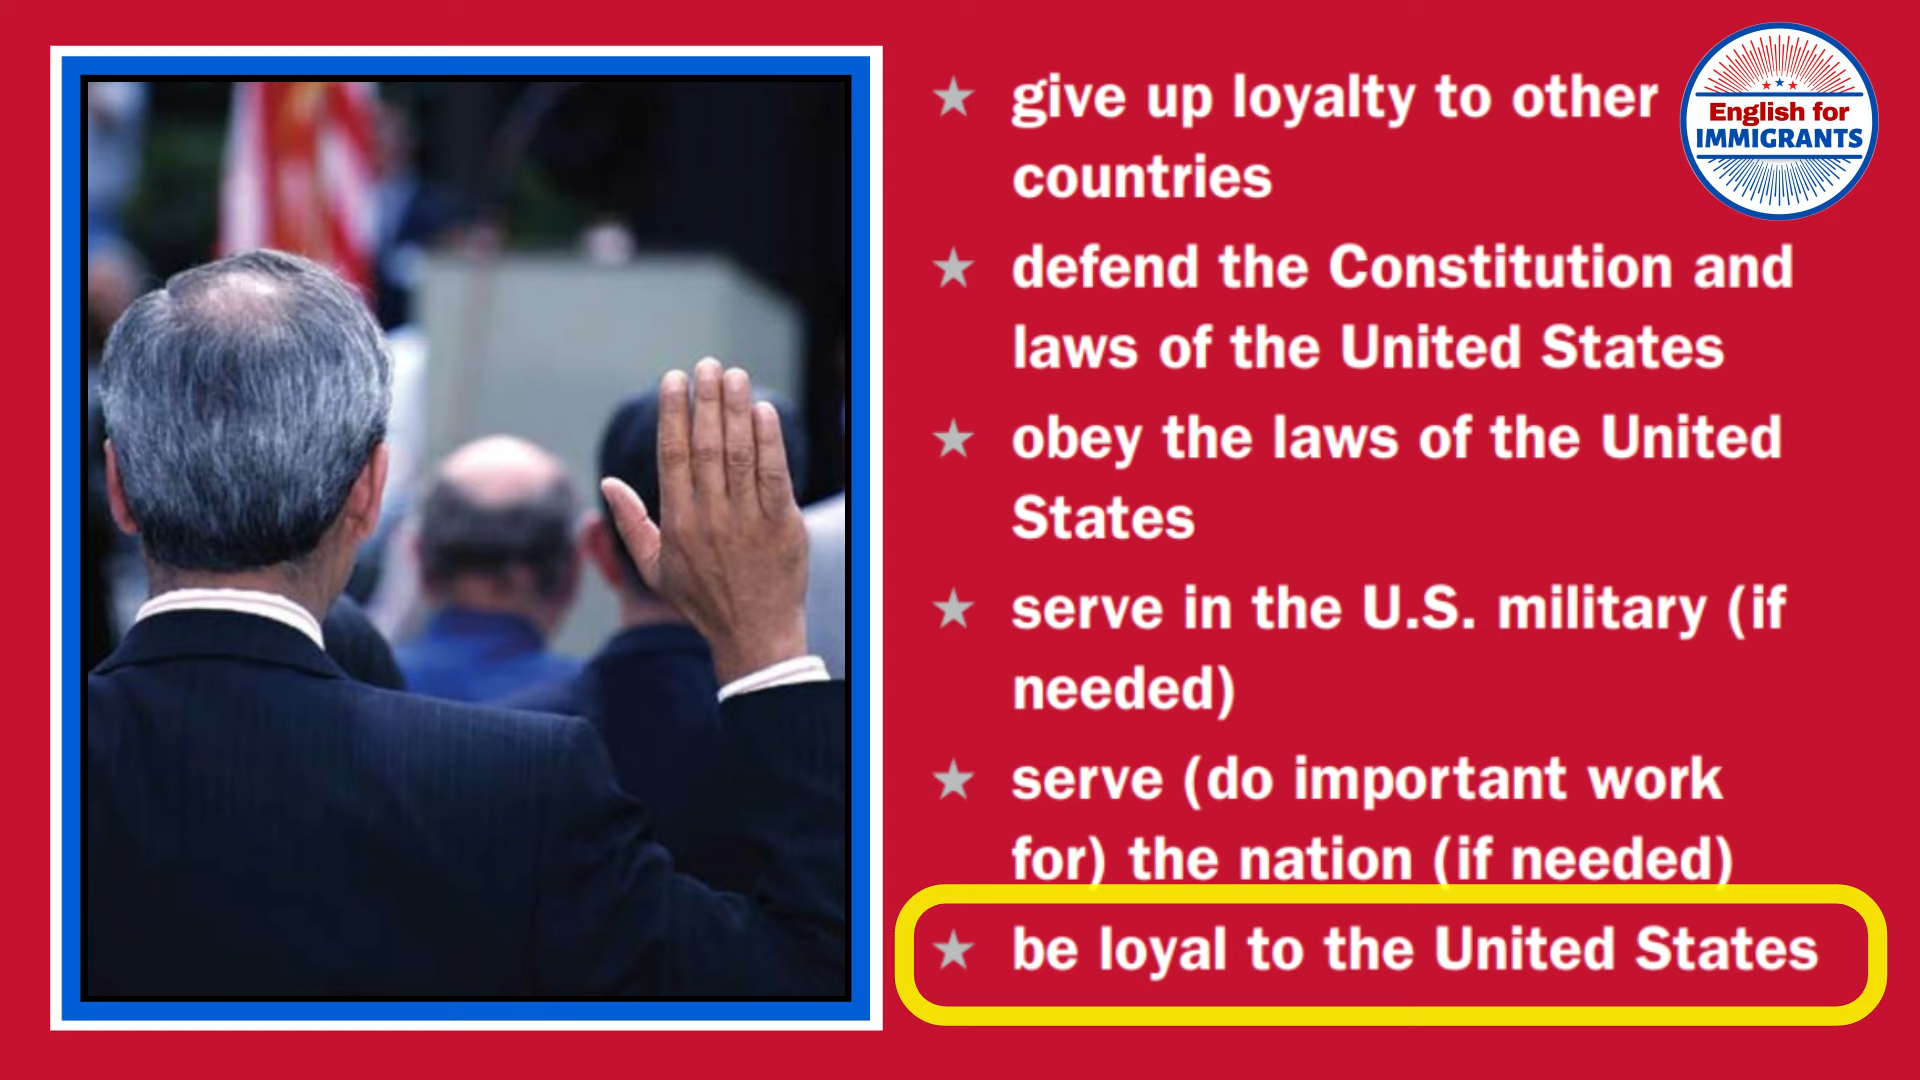 give up loyalty to other
countries
defend the Constitution and
laws of the United States
obey the laws of the United
States
serve in the U.S. military (if
needed)
serve (do important work
for) the nation (if needed)
be loyal to the United States
English for
IMMIGRANTS